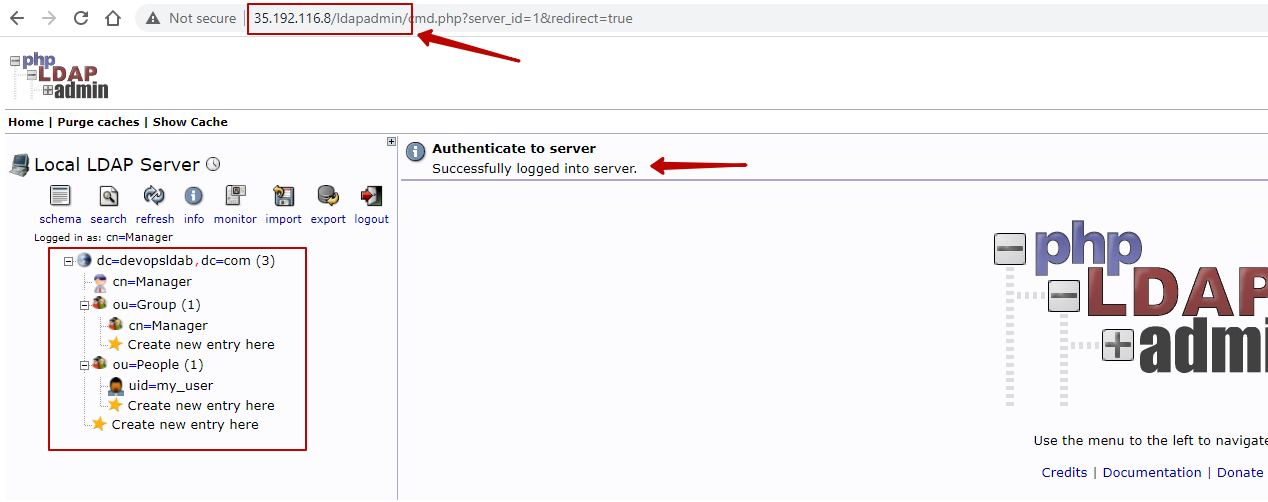 Not secure 35.192.116.8/ldapadmin/cmd.php?server_id=1&redirect=true
php
LDAP
admin
Home | Purge caches | Show Cache
Local LDAP Server
schema search refresh info monitor import export logout
Logged in as: cn=Manager
dc=devopsldab,dc=com (3)
cn=Manager
ou=Group (1)
cn=Manager
Create new entry here
ou=People (1)
uid=my_user
Create new entry here
Create new entry here
Authenticate to server
Successfully logged into server.
php
LDAP
admi
Use the menu to the left to navigate
Credits | Documentation | Donate